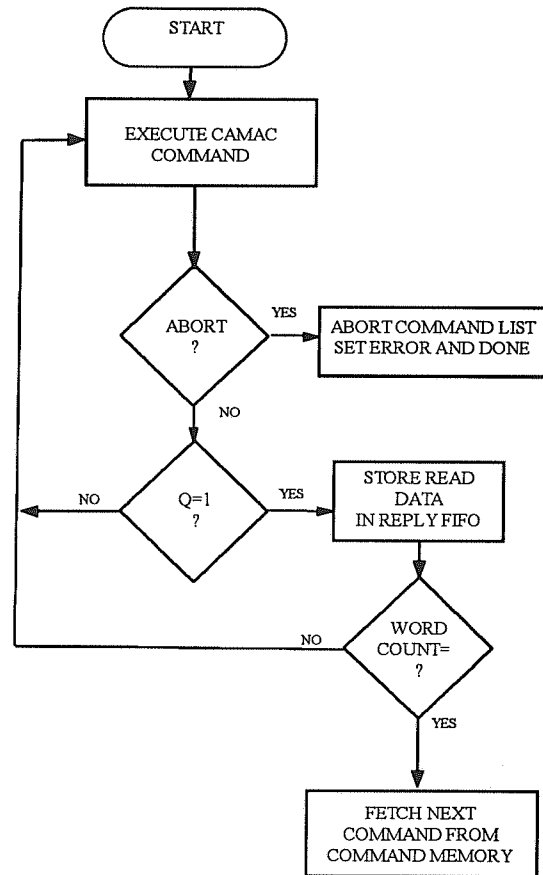 START
EXECUTE CAMAC
COMMAND
ABORT
?
YES
ABORT COMMAND LIST
SET ERROR AND DONE
NO
NO
Q=1
?
YES
STORE READ
DATA
IN REPLY FIFO
NO
WORD
COUNT=
?
YES
FETCH NEXT
COMMAND FROM
COMMAND MEMORY